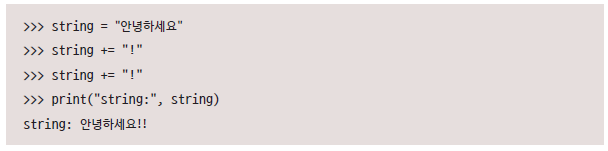 >>> string = "안녕하세요"
>>> string += "!"
>>> string += "!"
>>> print("string:", string)
string: 안녕하세요!!